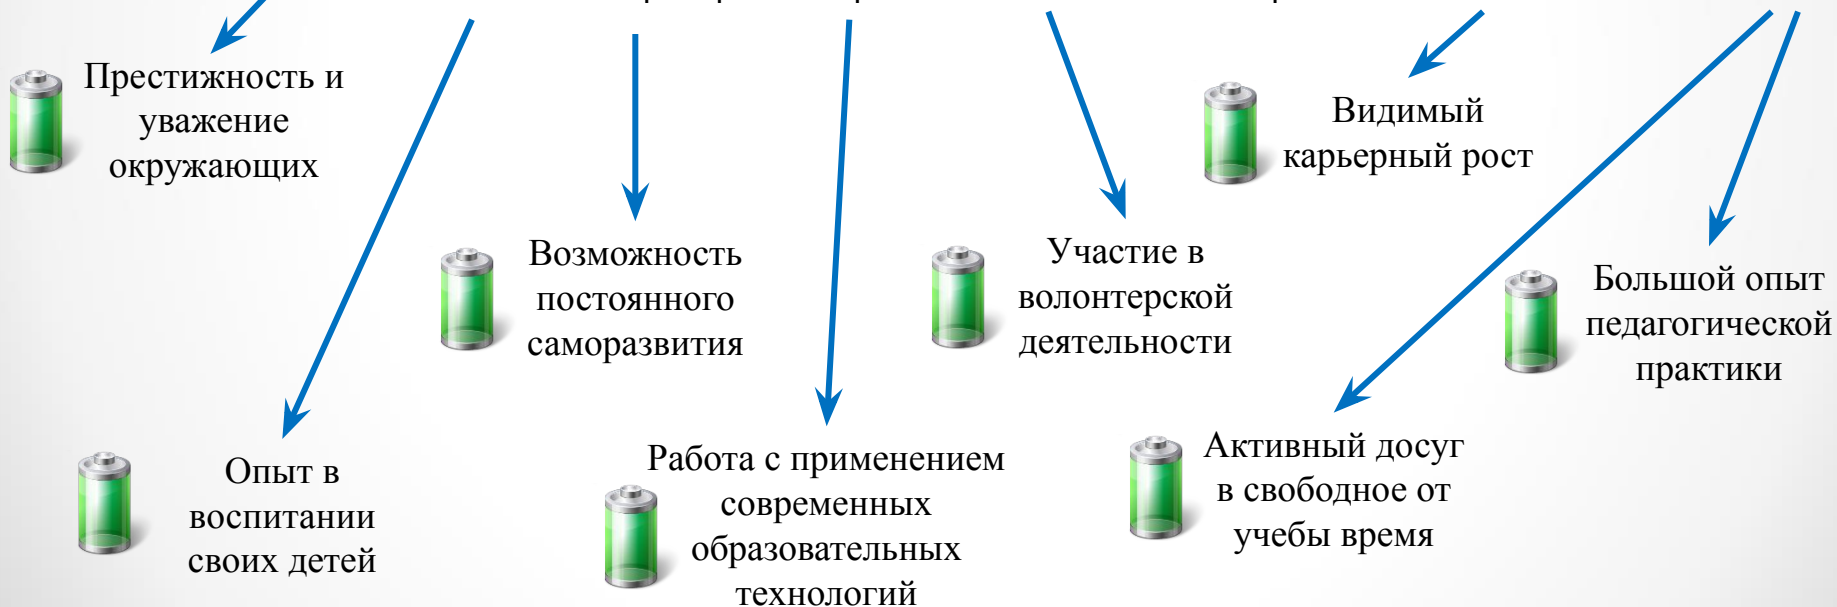 Престижность и
уважение
окружающих
Видимый
карьерный рост
Возможность
постоянного
саморазвития
Участие в
волонтерской
деятельности
Большой опыт
педагогической
практики
Опыт в
воспитании
своих детей
Работа с применением
современных
образовательных
технологий
Активный досуг
в свободное от
учебы время